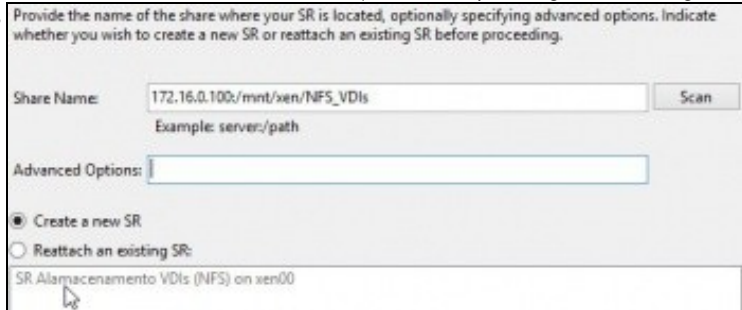 Provide the name of the share where your SR is located, optionally specifying advanced options. Indicate
whether you wish to create a new SR or reattach an existing SR before proceeding.
Share Name: 172.16.0.100:/mnt/xen/NFS_VDIs Scan
Example: server:/path
Advanced Options:
Create a new SR
Reattach an existing SR:
SR Alamacenamento VDIs (NFS) on xen00